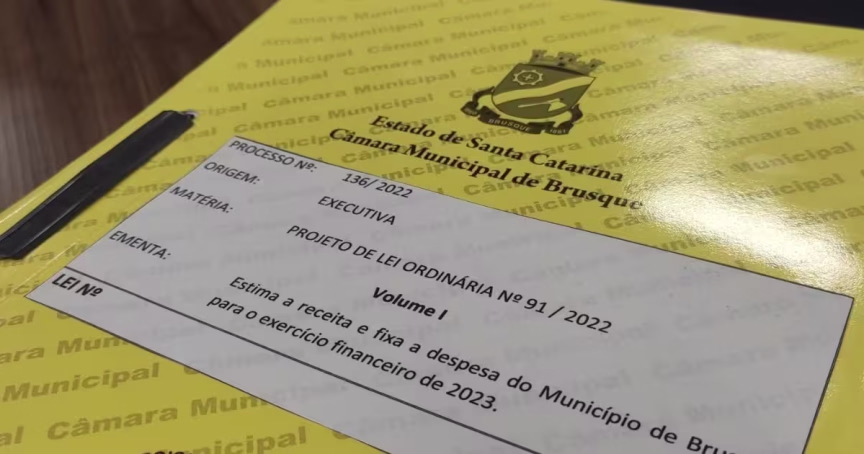 BRUSQUE
Estado de Santa Catarina
Câmara Municipal de Brusque
PROCESSO Nº: 136/2022
ORIGEM: EXECUTIVA
MATÉRIA: PROJETO DE LEI ORDINÁRIA Nº 91 / 2022
Volume I
EMENTA: Estima a receita e fixa a despesa do Município de
para o exercício financeiro de 2023.
LEI Nº